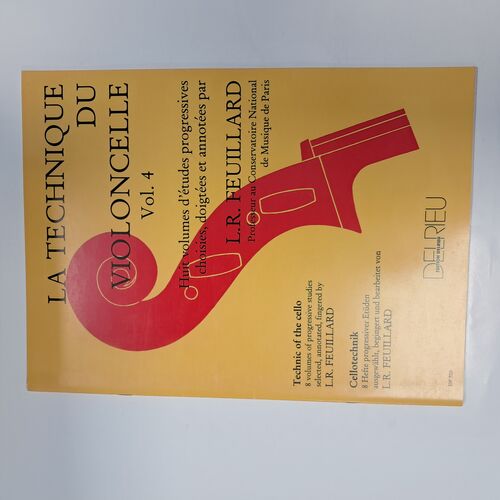 LA TECHNIQUE
DU
VIOLONCELLE
Vol. 4
Huit volumes d'études progressives
choisies, doigtées et annotées par
L.R. FEUILLARD
Professeur au Conservatoire National
de Musique de Paris
Technic of the cello
8 volumes of progressive studies
selected, annotated, fingered by
L.R. FEUILLARD
Cellotechnik
8 Hefte progressiver Etüden
ausgewählt, begingert und bearbeitet von
L.R. FEUILLARD
DELRIEU